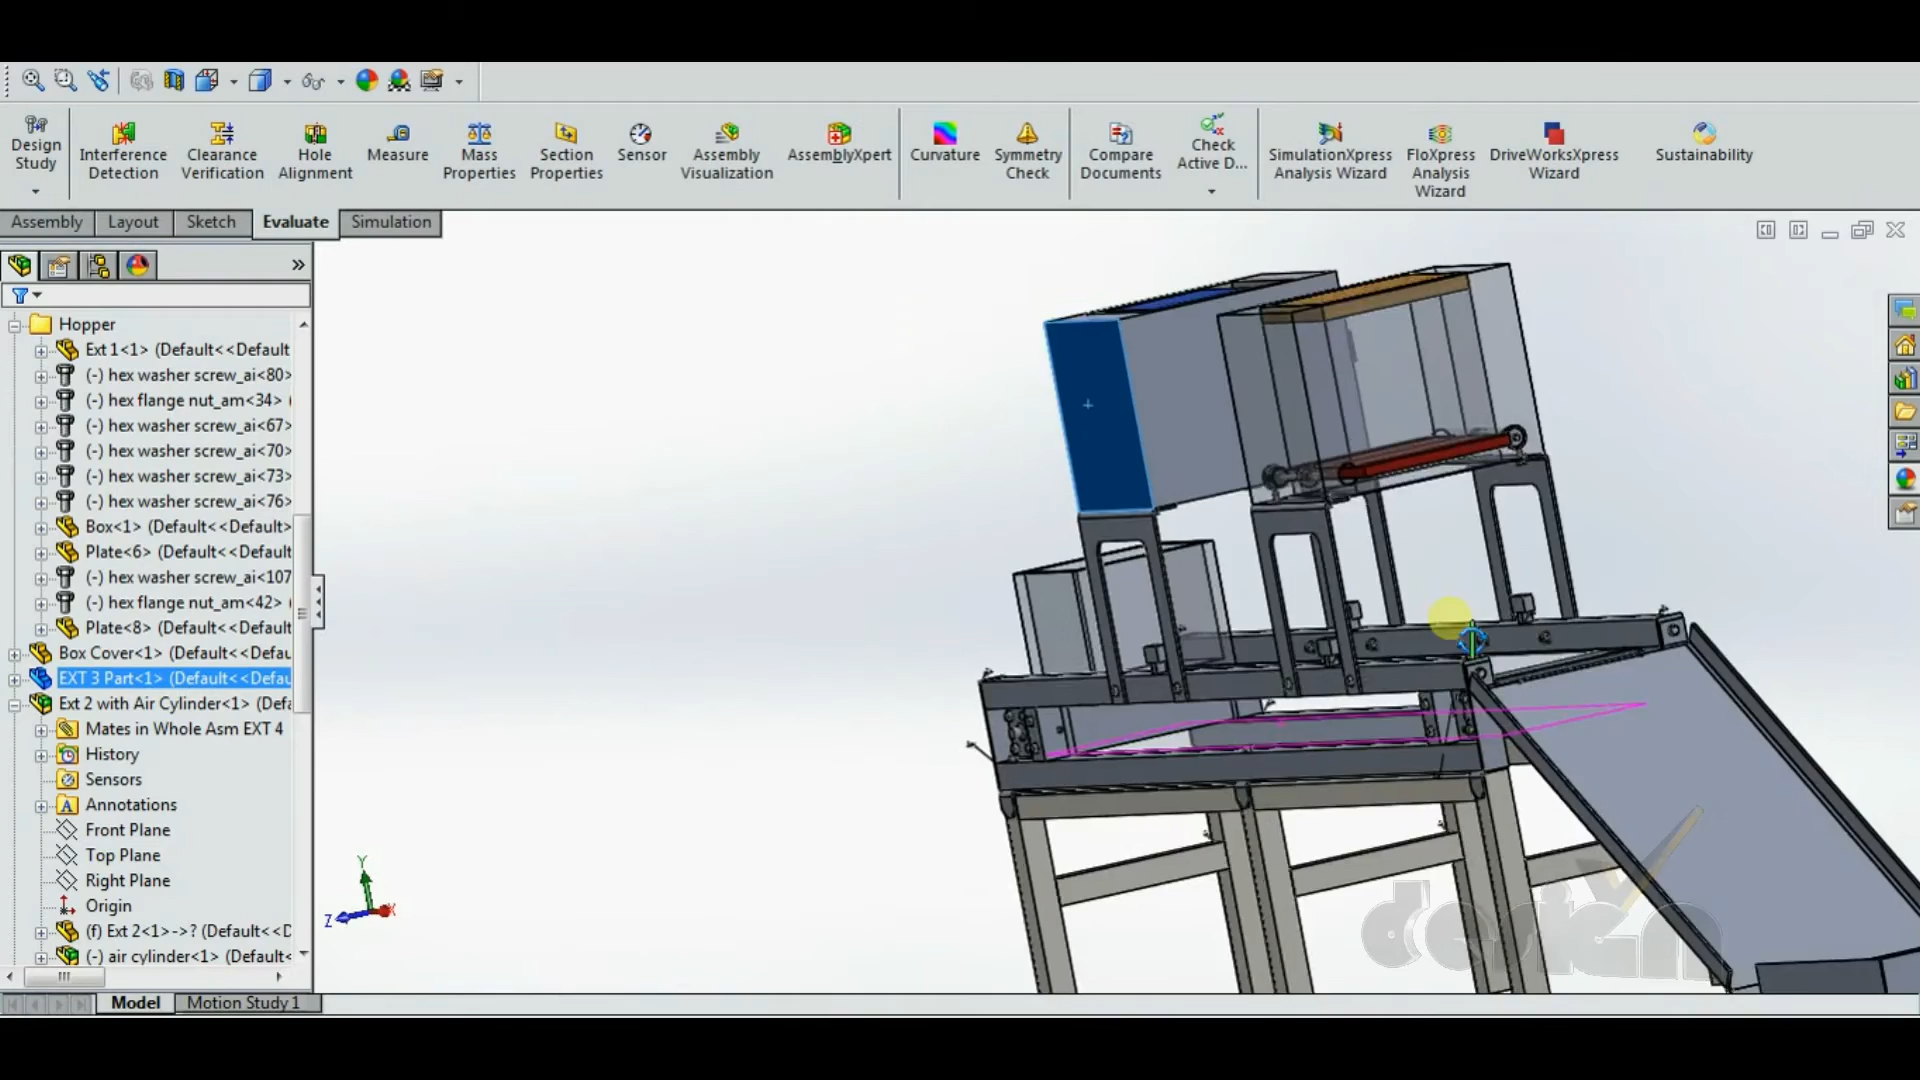 Design Study
Interference Detection
Clearance Verification
Hole Alignment
Measure
Mass Properties
Section Properties
Sensor
Assembly Visualization
AssemblyXpert
Curvature
Symmetry Check
Compare Documents
Check Active D...
SimulationXpress Analysis Wizard
FloXpress Analysis Wizard
DriveWorksXpress Wizard
Sustainability
Assembly Layout Sketch Evaluate Simulation
Hopper
Ext 1<1> (Default<<Default
(-) hex washer screw_ai<80>
(-) hex flange nut_am<34> (
(-) hex washer screw_ai<67>
(-) hex washer screw_ai<70>
(-) hex washer screw_ai<73>
(-) hex washer screw_ai<76>
Box<1> (Default<<Default>
Plate<6> (Default<<Default
(-) hex washer screw_ai<107
(-) hex flange nut_am<42> (
Plate<8> (Default<<Default
Box Cover<1> (Default<<Defau
EXT 3 Part<1> (Default<<Defau
Ext 2 with Air Cylinder<1> (Defa
Mates in Whole Asm EXT 4
History
Sensors
Annotations
Front Plane
Top Plane
Right Plane
Origin
(f) Ext 2<1>->? (Default<<D
(-) air cylinder<1> (Default<
Y
Z
X
Model Motion Study 1